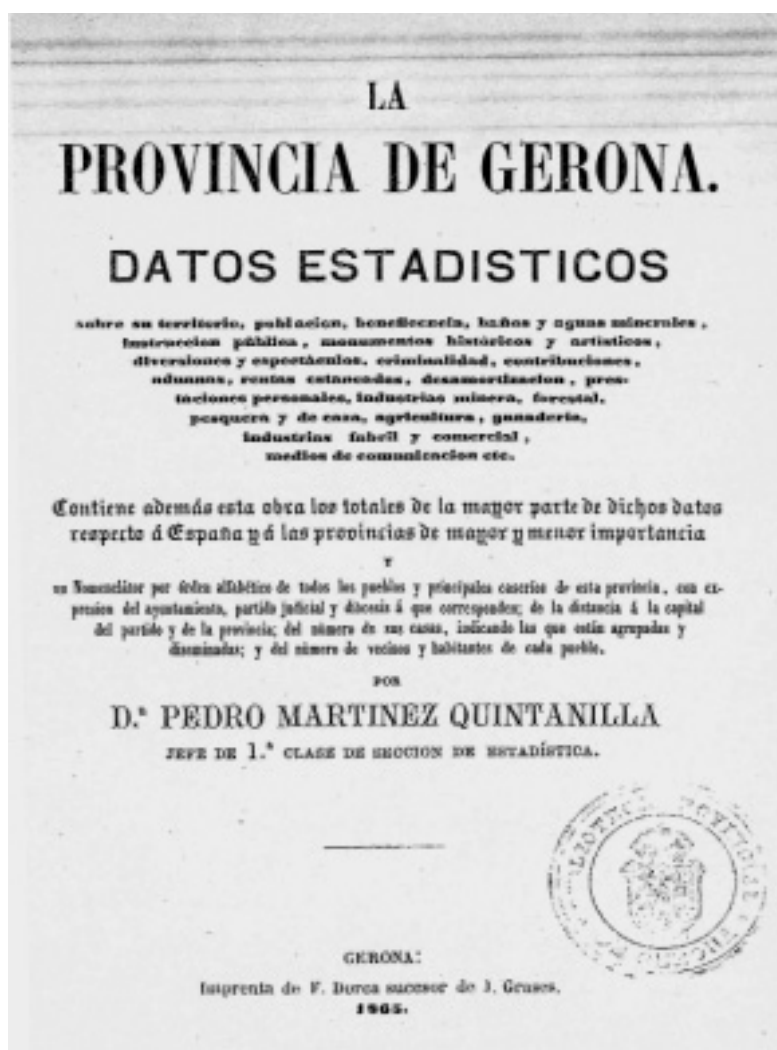 LA
PROVINCIA DE GERONA.
DATOS ESTADISTICOS
sobre su territorio, poblacion, beneficencia, baños y aguas minerales,
instruccion pública, monumentos históricos y artísticos,
diversiones y espectáculos, criminalidad, contribuciones,
aduanas, rentas estancadas, desamortizacion, pres-
taciones personales, industrias minera, forestal,
pesquera y de caza, agricultura, ganadería,
industrias fabril y comercial,
medios de comunicacion etc.
Contiene además esta obra los totales de la mayor parte de dichos datos
respecto á España y á las provincias de mayor y menor importancia
Y
un Nomenclátor por órden alfabético de todos los pueblos y principales caseríos de esta provincia, con ex-
presion del ayuntamiento, partido judicial y diócesis á que corresponden; de la distancia á la capital
del partido y de la provincia; del número de sus casas, indicando las que están agrupadas y
diseminadas; y del número de vecinos y habitantes de cada pueblo.
POR
D.ⁿ PEDRO MARTINEZ QUINTANILLA
JEFE DE 1.ª CLASE DE SECCION DE ESTADÍSTICA.
GERONA:
Imprenta de F. Dorca sucesor de J. Grases.
1865.